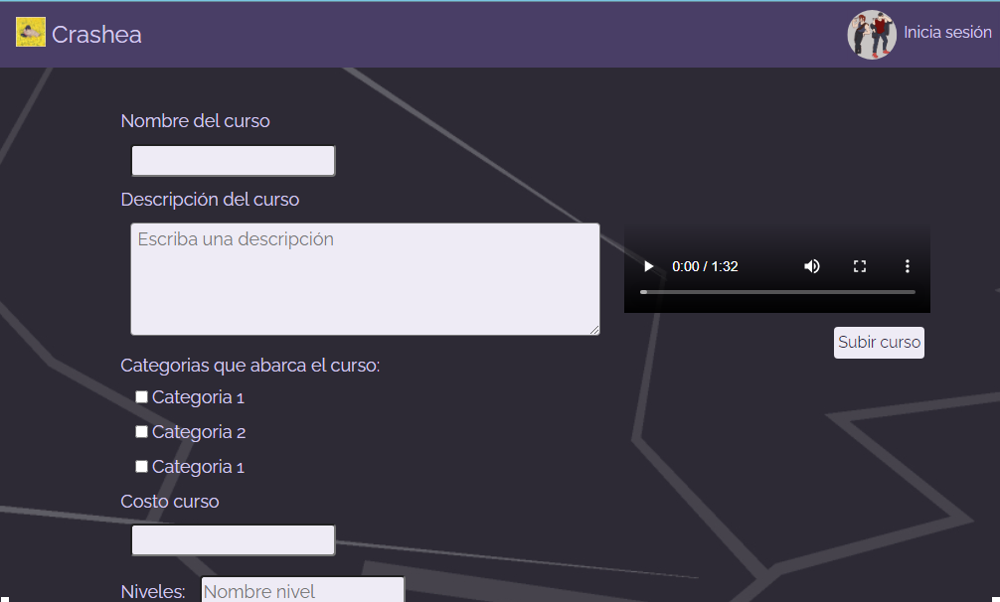 Crashea
Inicia sesión
Nombre del curso
Descripción del curso
Escriba una descripción
0:00 / 1:32
Subir curso
Categorias que abarca el curso:
Categoria 1
Categoria 2
Categoria 1
Costo curso
Niveles:
Nombre nivel